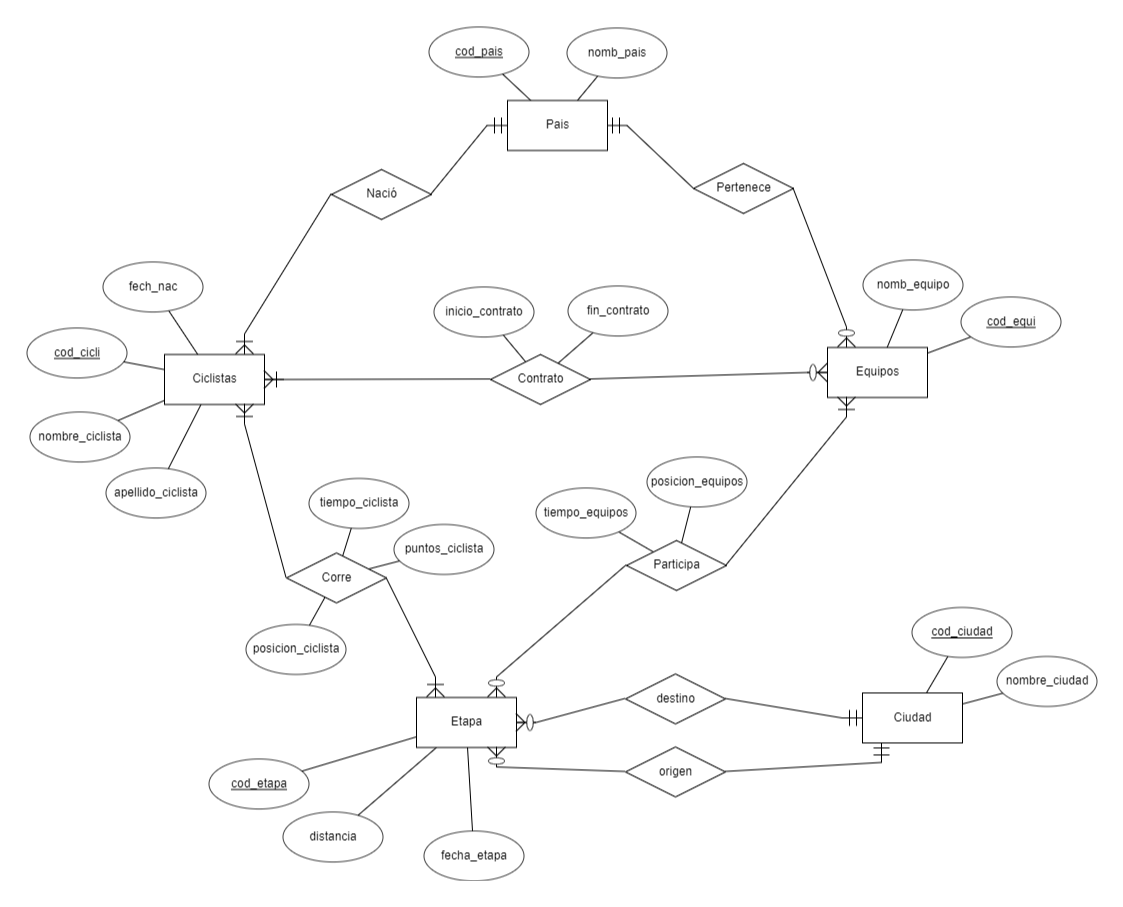 cod_pais
nomb_pais
Pais
Nació
Pertenece
fech_nac
inicio_contrato
fin_contrato
nomb_equipo
cod_equi
cod_cicli
Ciclistas
Contrato
Equipos
nombre_ciclista
apellido_ciclista
tiempo_ciclista
puntos_ciclista
Corre
posicion_ciclista
posicion_equipos
tiempo_equipos
Participa
cod_ciudad
nombre_ciudad
destino
Ciudad
Etapa
origen
cod_etapa
distancia
fecha_etapa